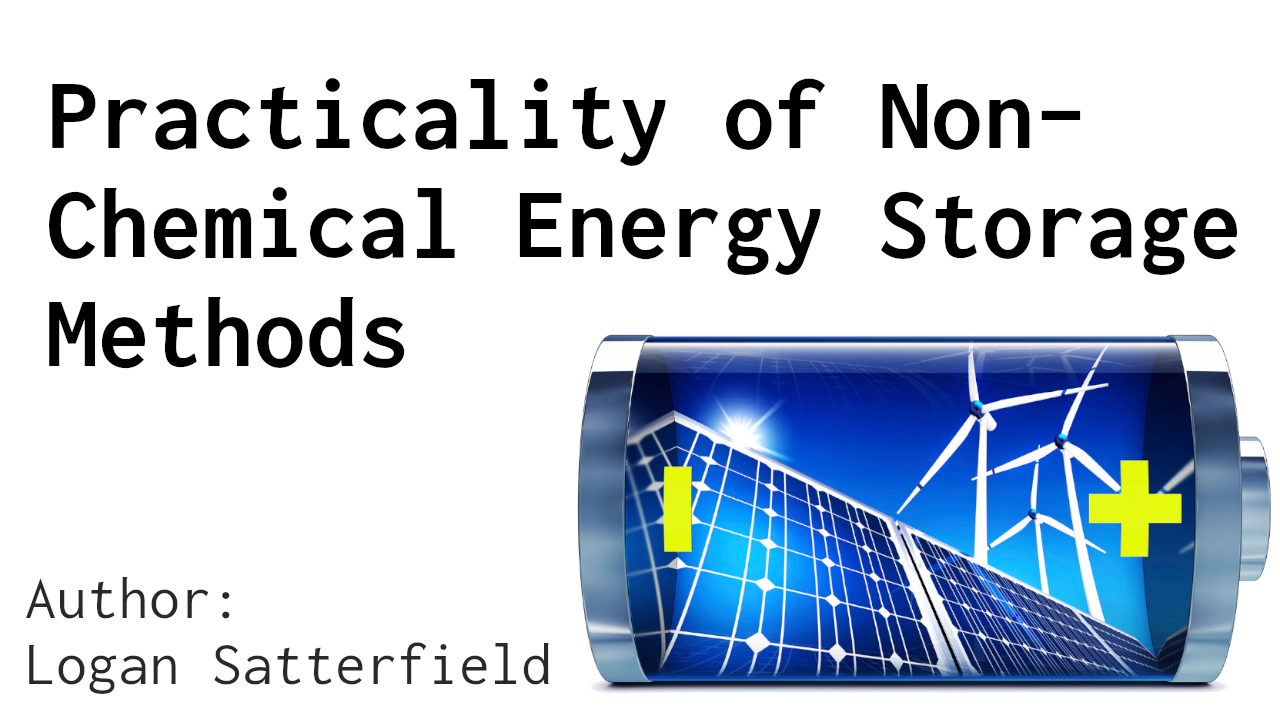 Practicality of Non-
Chemical Energy Storage
Methods
Author:
Logan Satterfield